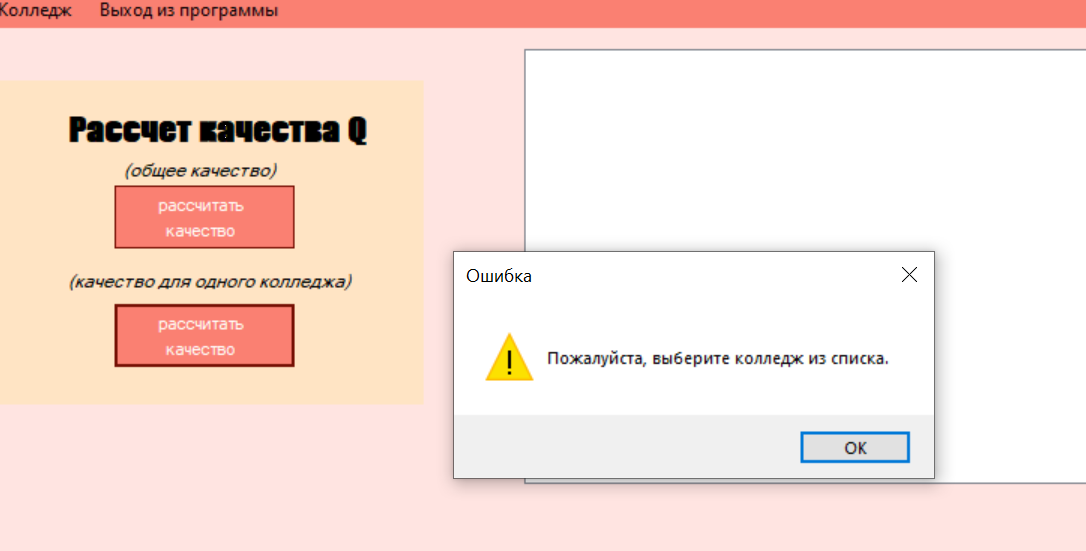 Колледж Выход из программы
Рассчет качества Q
(общее качество)
рассчитать
качество
(качество для одного колледжа)
рассчитать
качество
Ошибка
Пожалуйста, выберите колледж из списка.
OK